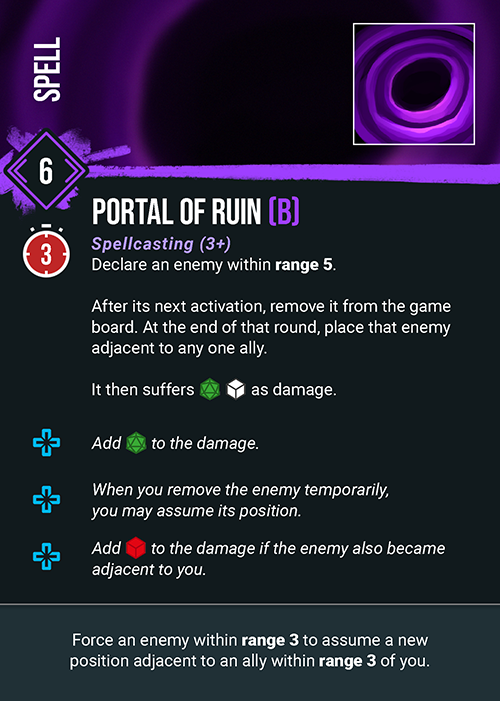 SPELL
6
PORTAL OF RUIN (B)
3
Spellcasting (3+)
Declare an enemy within range 5.
After its next activation, remove it from the game
board. At the end of that round, place that enemy
adjacent to any one ally.
It then suffers as damage.
Add to the damage.
When you remove the enemy temporarily,
you may assume its position.
Add to the damage if the enemy also became
adjacent to you.
Force an enemy within range 3 to assume a new
position adjacent to an ally within range 3 of you.